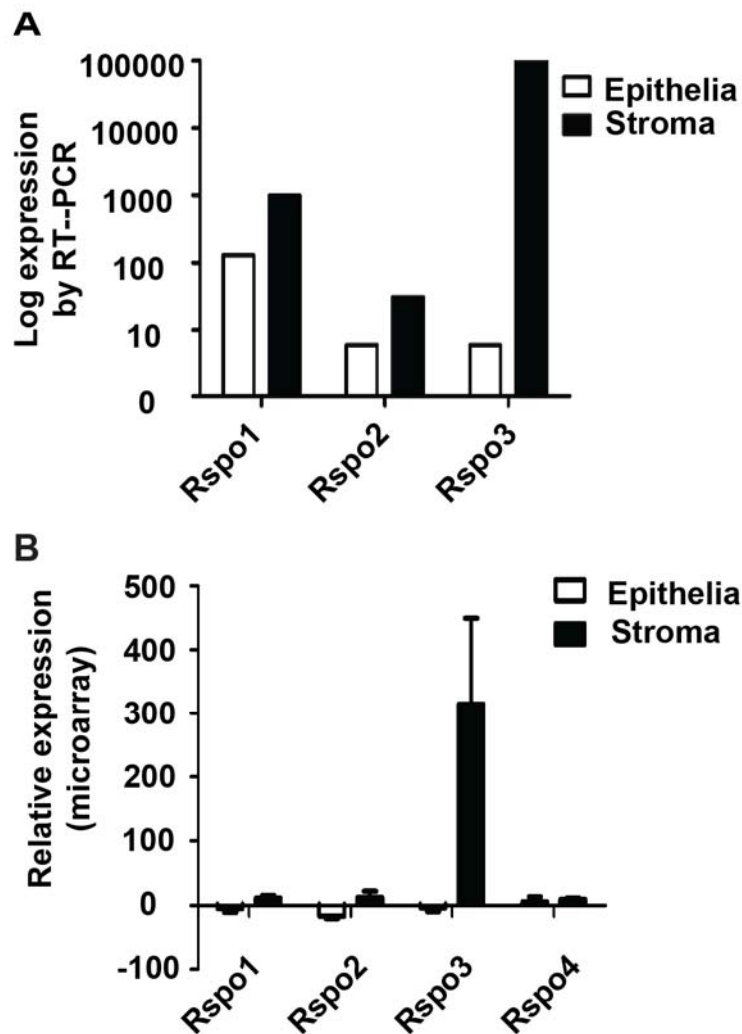 A
Log expression
by RT--PCR
100000
10000
1000
100
10
0
Epithelia
Stroma
Rspo1
Rspo2
Rspo3
B
Relative expression
(microarray)
500
400
300
200
100
0
-100
Epithelia
Stroma
Rspo1
Rspo2
Rspo3
Rspo4